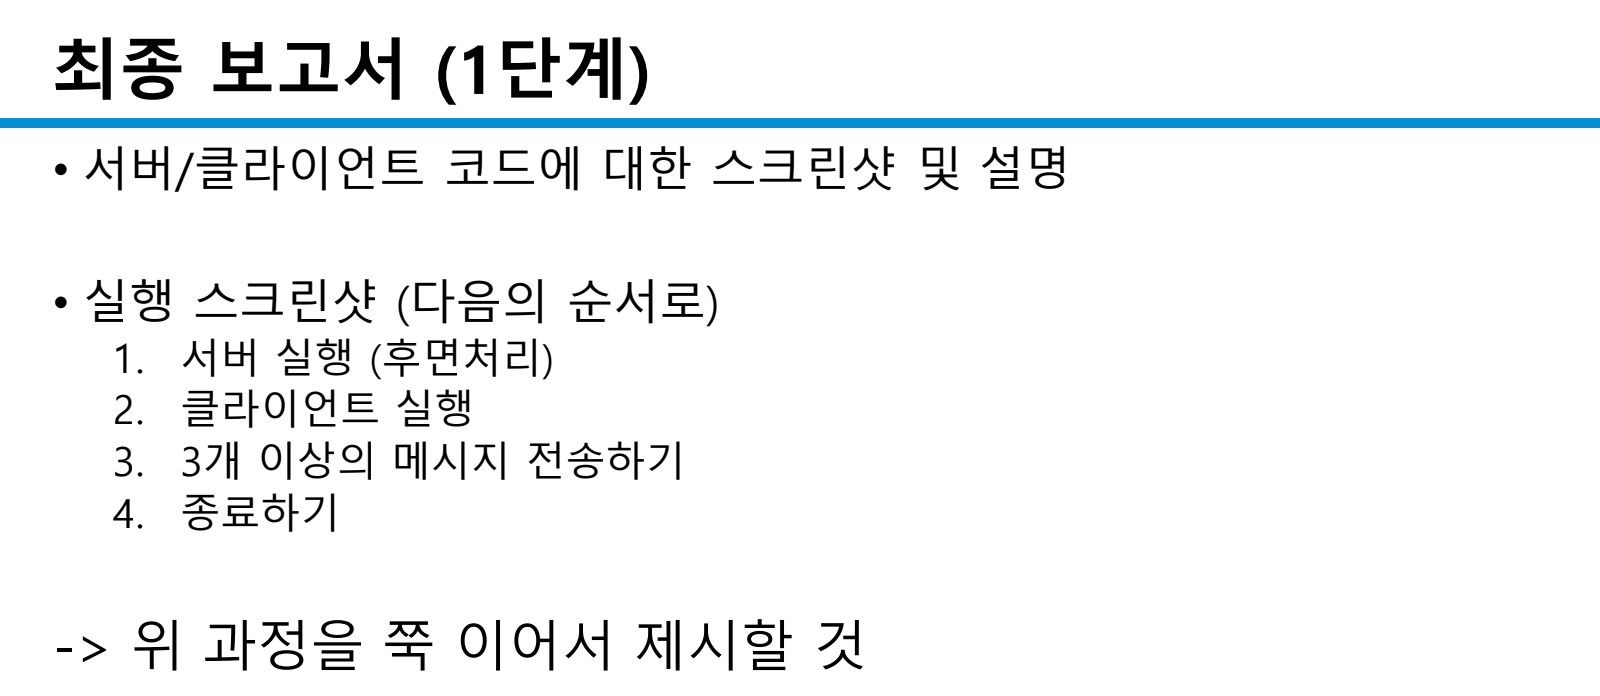 최종 보고서 (1단계)
• 서버/클라이언트 코드에 대한 스크린샷 및 설명
• 실행 스크린샷 (다음의 순서로)
1. 서버 실행 (후면처리)
2. 클라이언트 실행
3. 3개 이상의 메시지 전송하기
4. 종료하기
-> 위 과정을 쭉 이어서 제시할 것